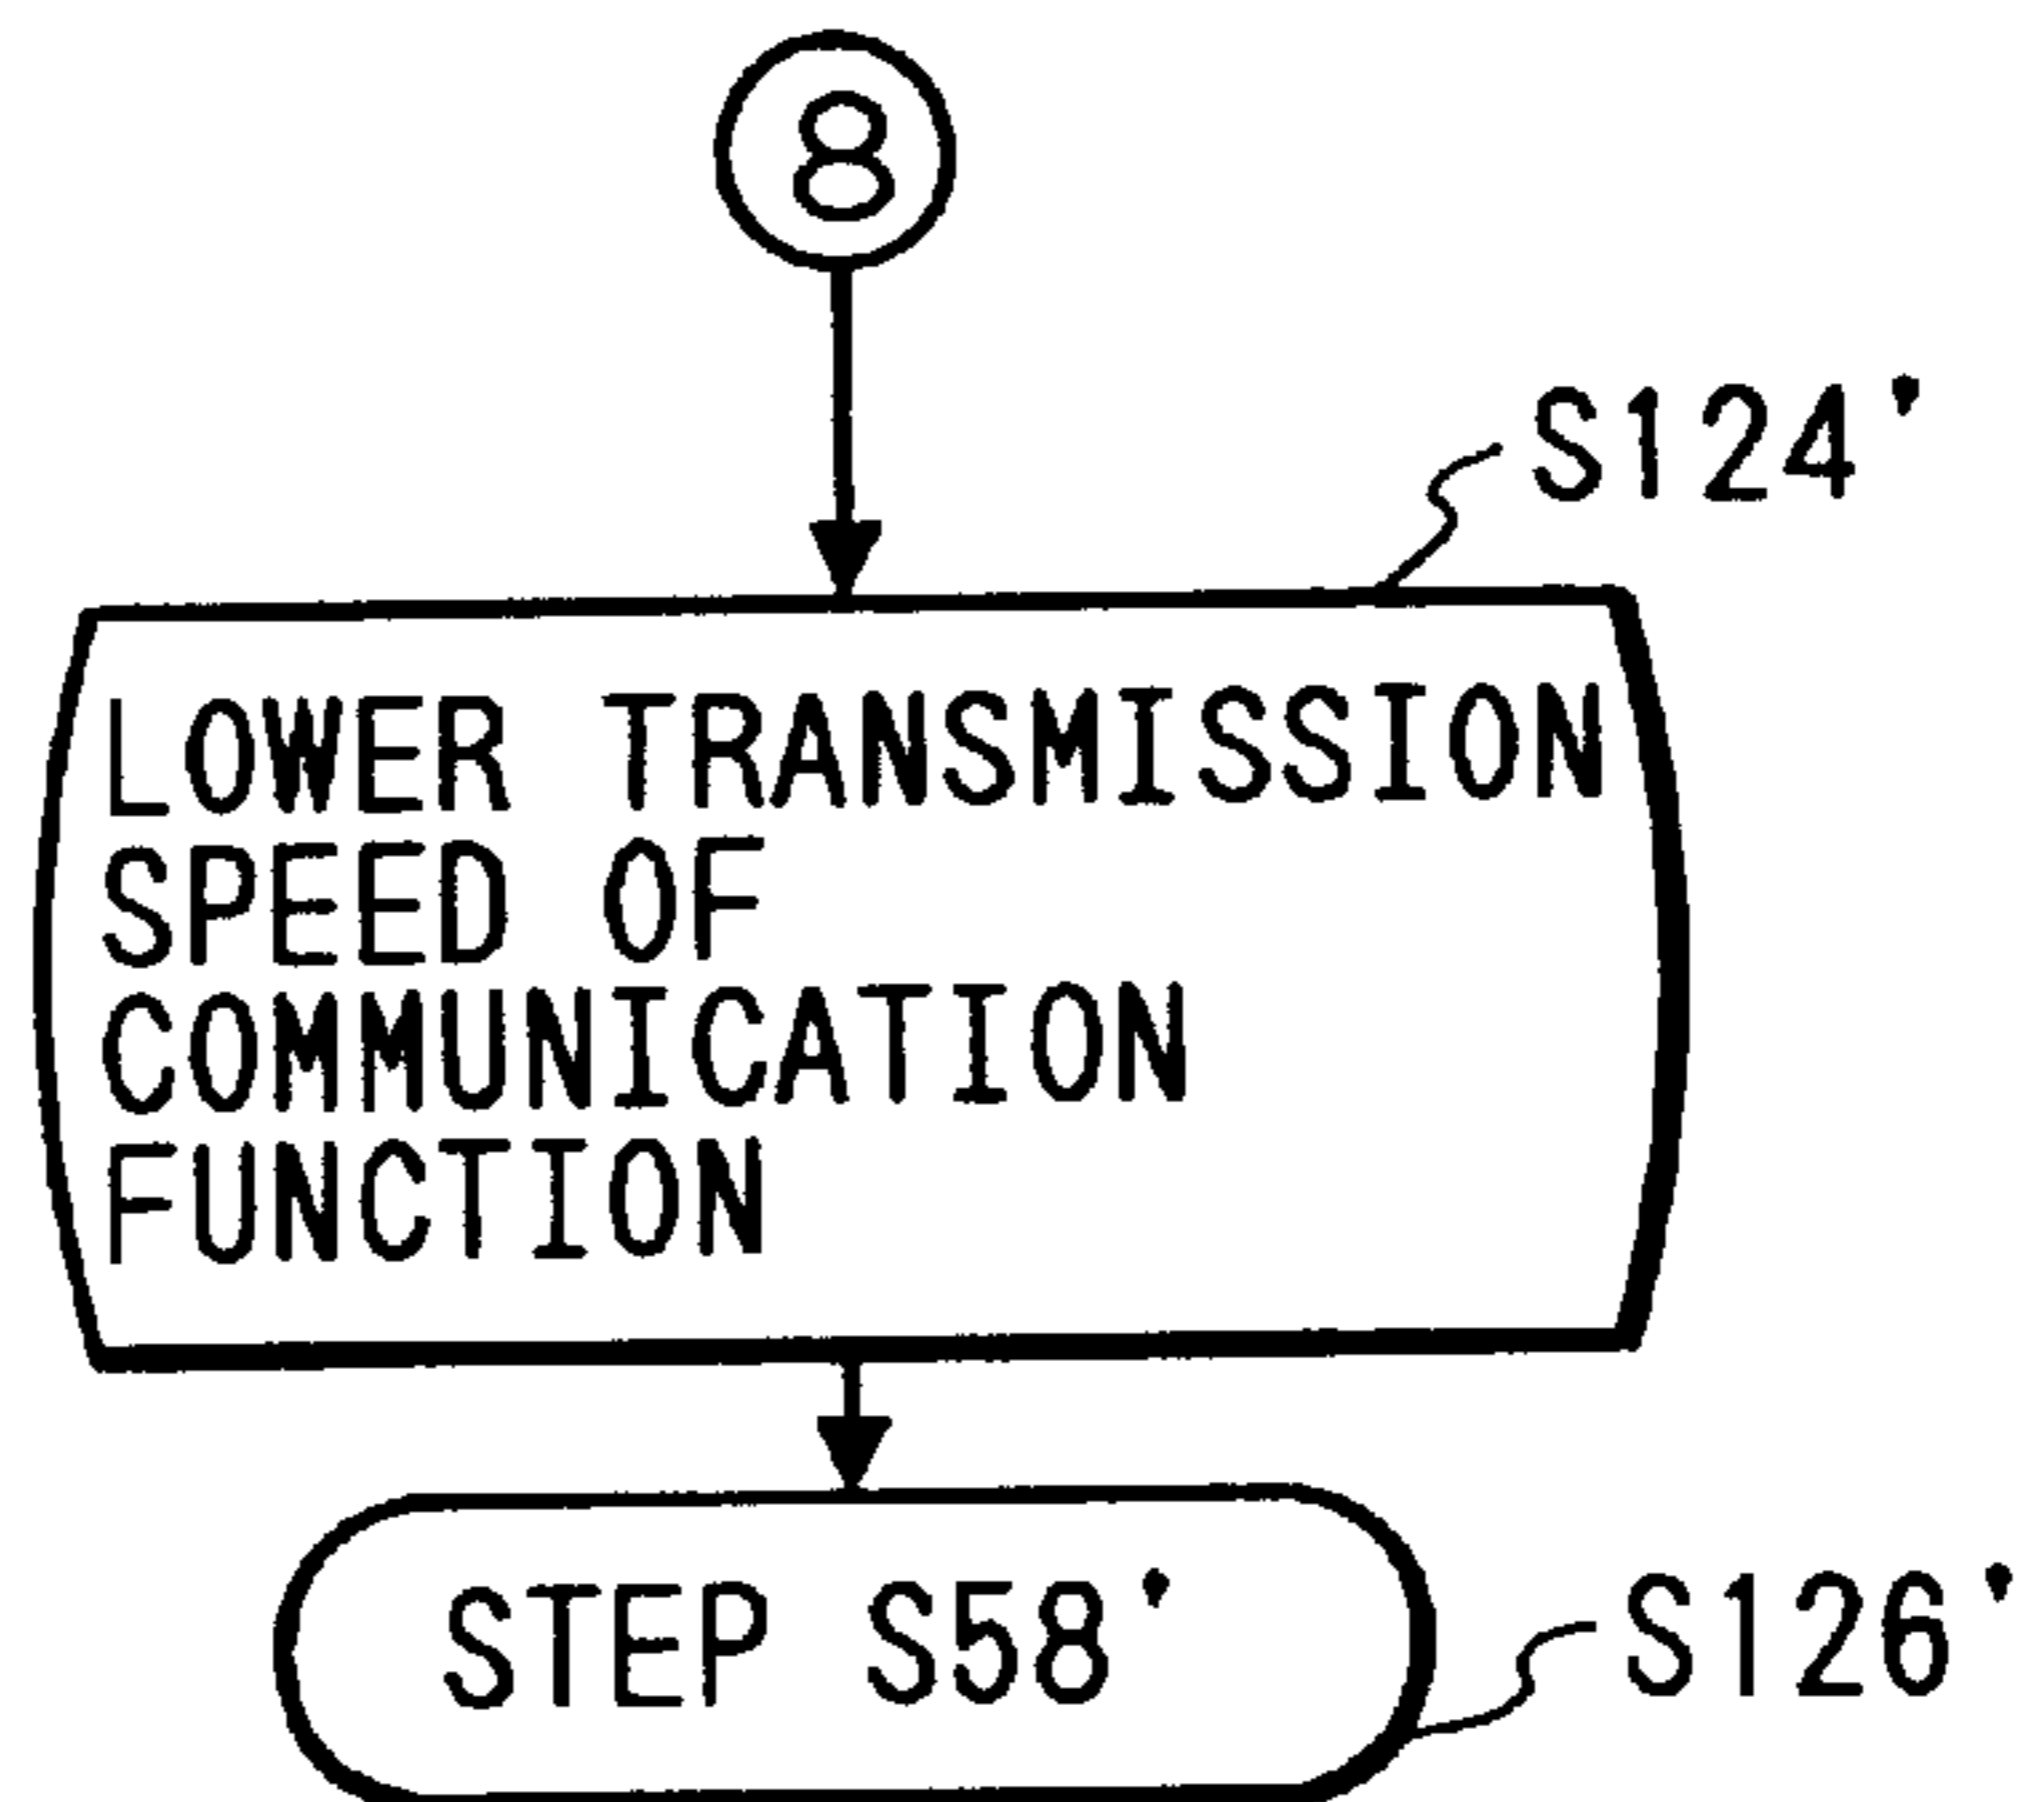 8
S124'
LOWER TRANSMISSION
SPEED OF
COMMUNICATION
FUNCTION
STEP S58'
S126'